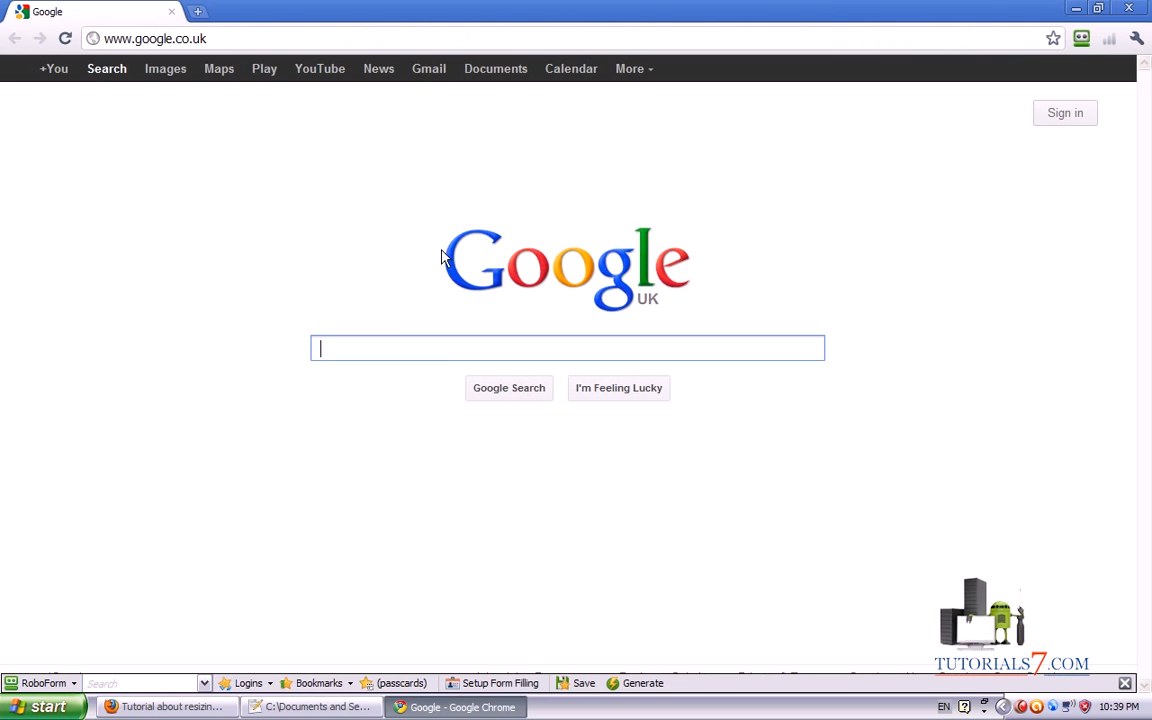 Google
www.google.co.uk
+You Search Images Maps Play YouTube News Gmail Documents Calendar More
Sign in
Google
UK
Google Search I'm Feeling Lucky
TUTORIALS7.COM
RoboForm Search Logins Bookmarks (passcards) Setup Form Filling Save Generate
start Tutorial about resizin... C:\Documents and Se... Google - Google Chrome EN 10:39 PM